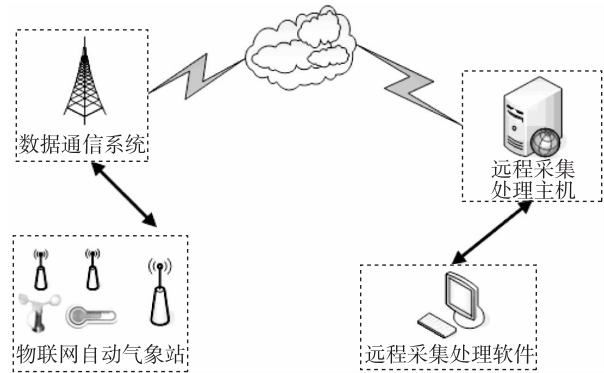 数据通信系统
远程采集
处理主机
物联网自动气象站
远程采集处理软件